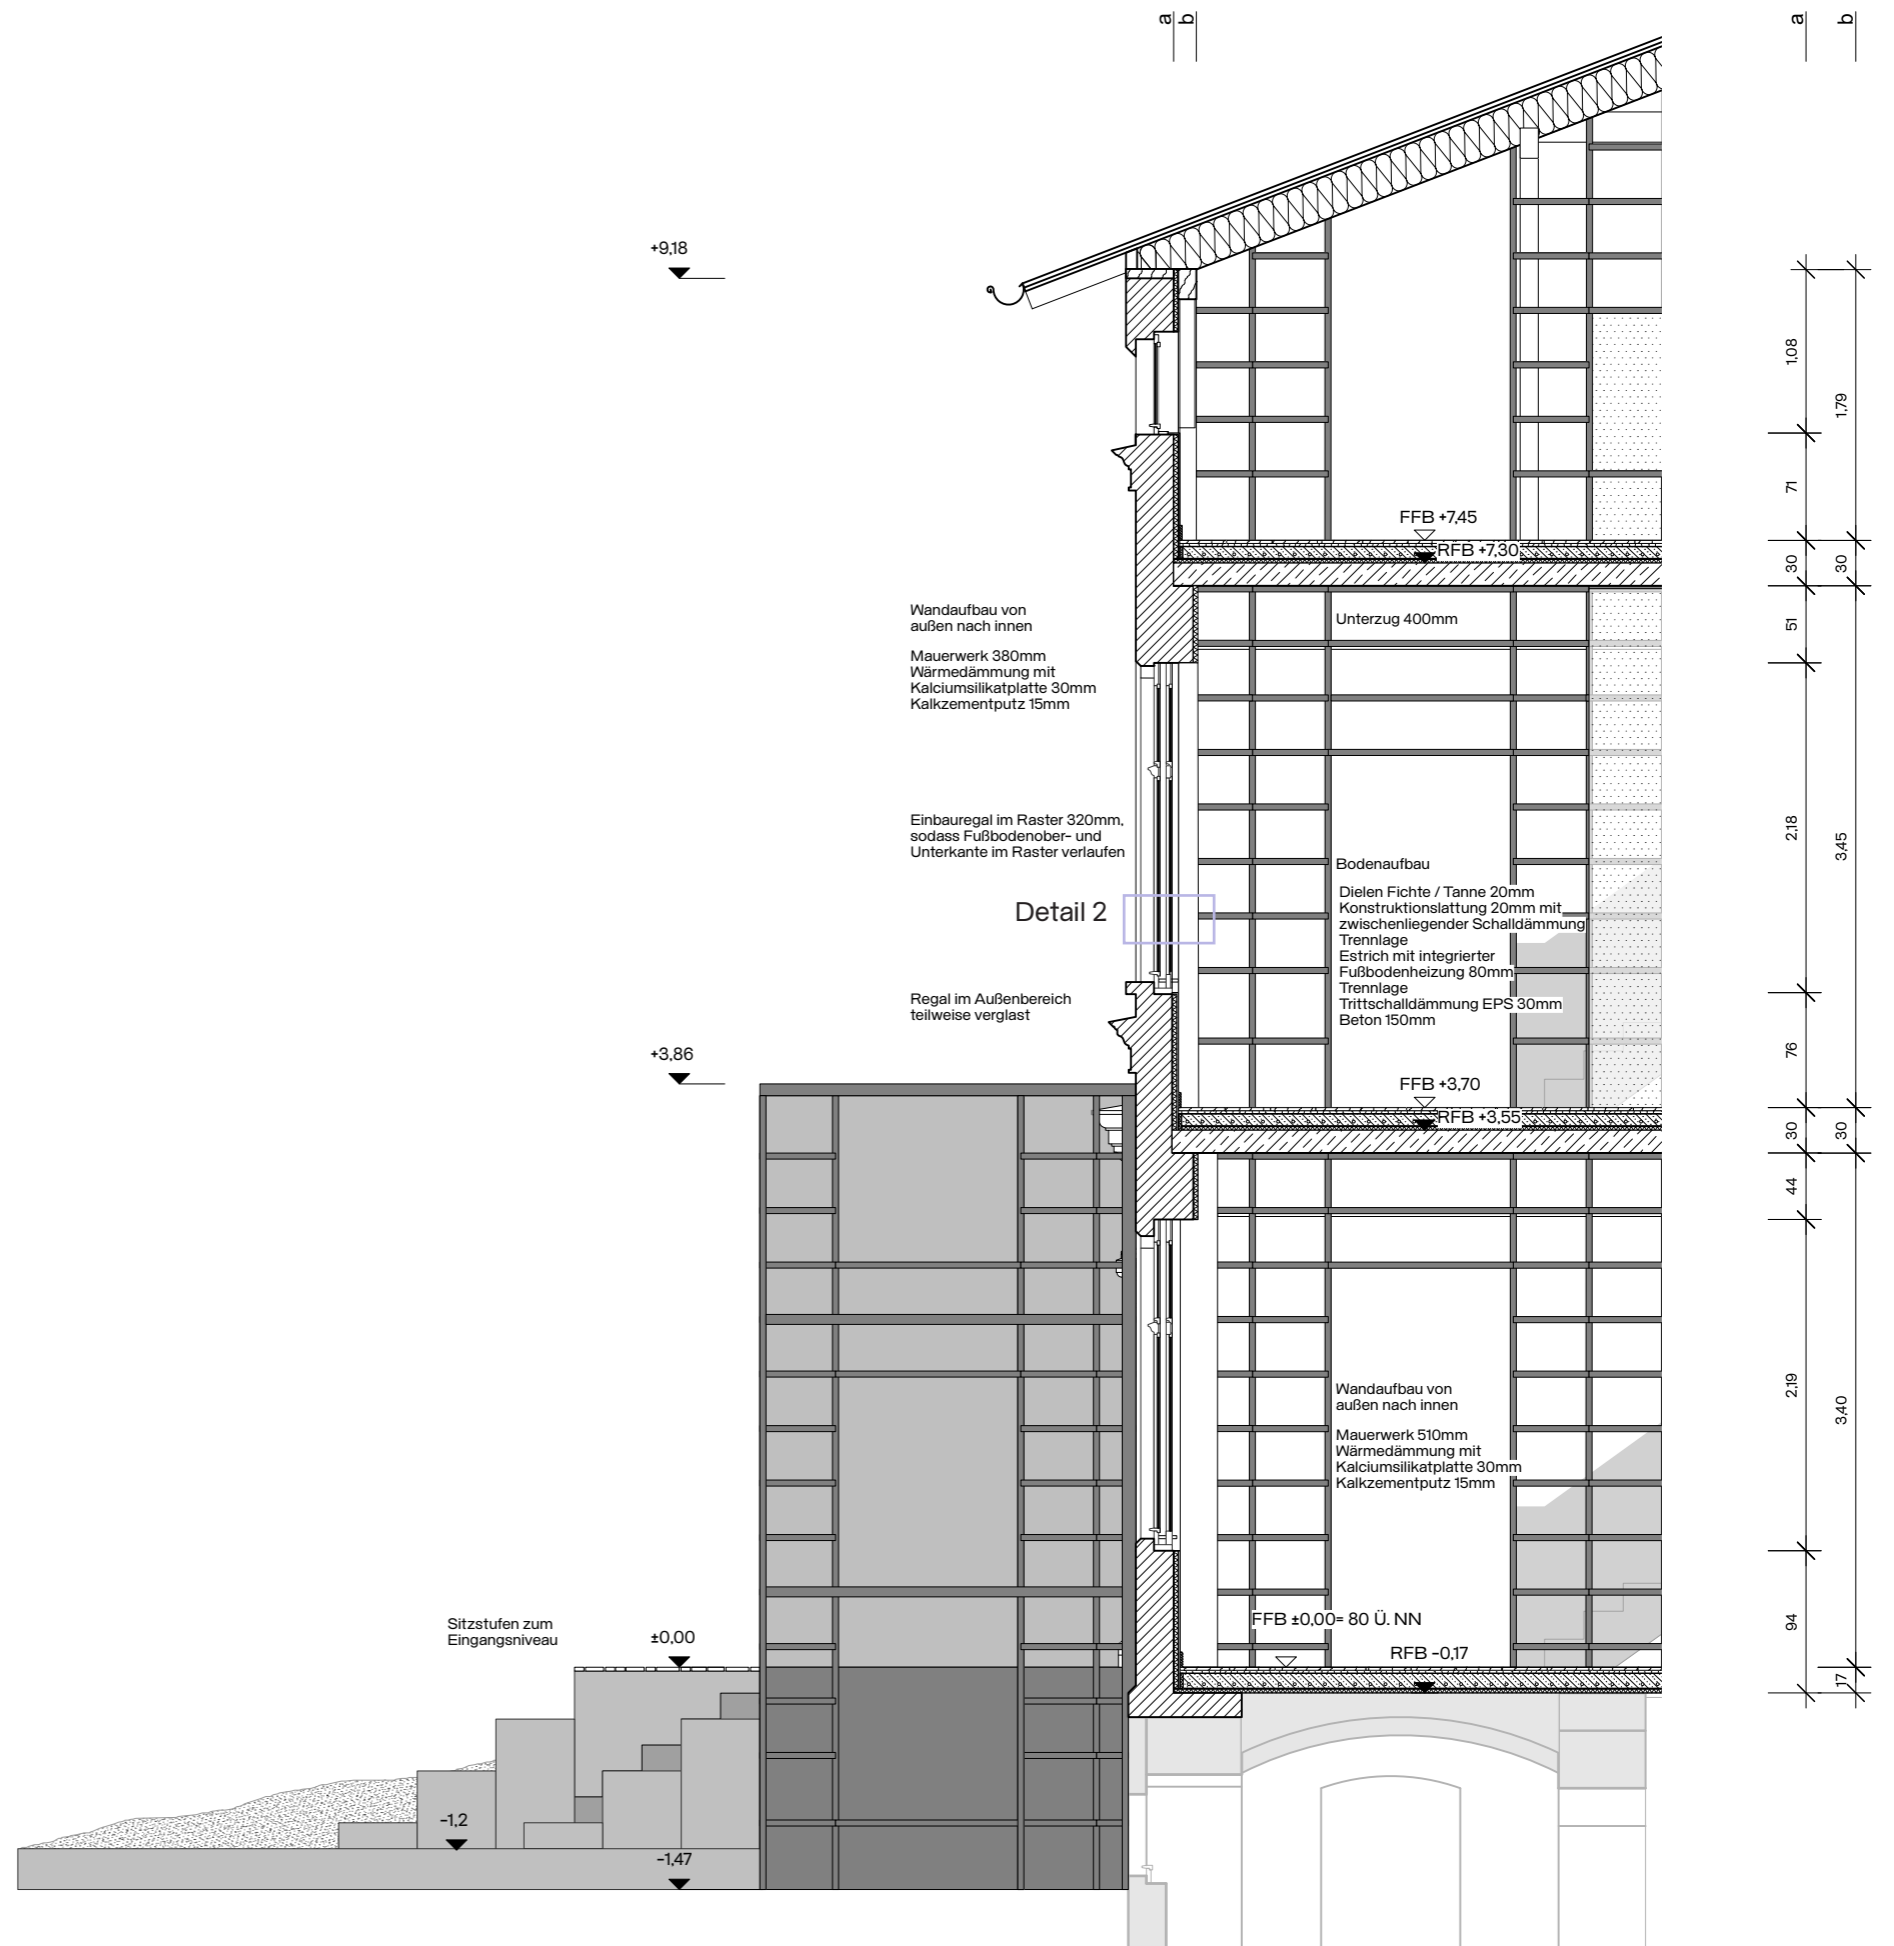 a
b
a
b
+9,18
1,08
1,79
71
FFB +7,45
RFB +7,30
30
30
Wandaufbau von
außen nach innen
Mauerwerk 380mm
Wärmedämmung mit
Kalciumsilikatplatte 30mm
Kalkzementputz 15mm
Unterzug 400mm
51
Einbauregal im Raster 320mm,
sodass Fußbodenober- und
Unterkante im Raster verlaufen
2,18
3,45
Detail 2
Bodenaufbau
Dielen Fichte / Tanne 20mm
Konstruktionslattung 20mm mit
zwischenliegender Schalldämmung
Trennlage
Estrich mit integrierter
Fußbodenheizung 80mm
Trennlage
Trittschalldämmung EPS 30mm
Beton 150mm
Regal im Außenbereich
teilweise verglast
76
+3,86
FFB +3,70
RFB +3,55
30
30
44
2,19
3,40
Wandaufbau von
außen nach innen
Mauerwerk 510mm
Wärmedämmung mit
Kalciumsilikatplatte 30mm
Kalkzementputz 15mm
Sitzstufen zum
Eingangsniveau
±0,00
FFB ±0,00= 80 Ü. NN
RFB -0,17
94
17
-1,2
-1,47